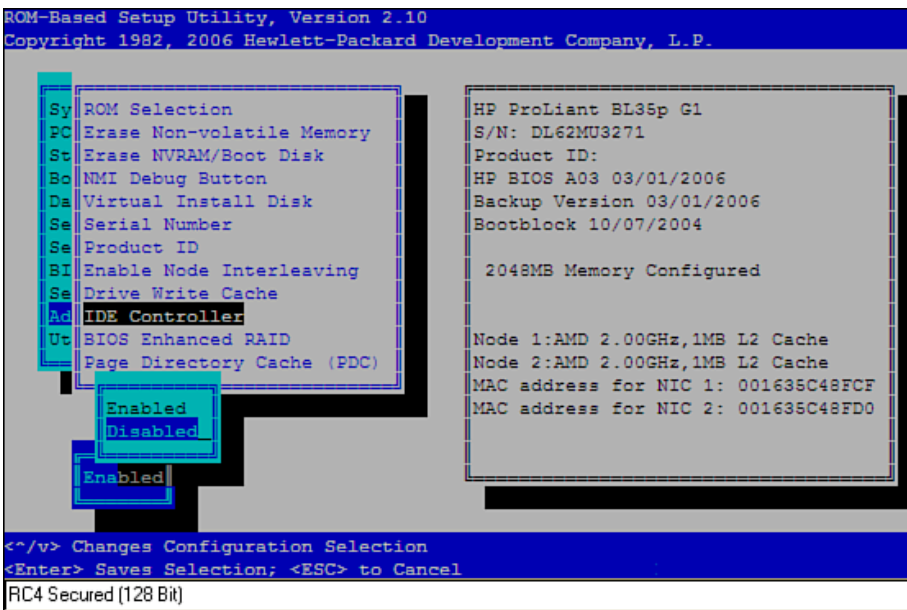 ROM-Based Setup Utility, Version 2.10
Copyright 1982, 2006 Hewlett-Packard Development Company, L.P.
Sy
PC
St
Bo
Da
Se
Se
BI
Se
Ad
Ut
ROM Selection
Erase Non-volatile Memory
Erase NVRAM/Boot Disk
NMI Debug Button
Virtual Install Disk
Serial Number
Product ID
Enable Node Interleaving
Drive Write Cache
IDE Controller
BIOS Enhanced RAID
Page Directory Cache (PDC)
Enabled
Disabled
Enabled
HP ProLiant BL35p G1
S/N: DL62MU3271
Product ID:
HP BIOS A03 03/01/2006
Backup Version 03/01/2006
Bootblock 10/07/2004
2048MB Memory Configured
Node 1:AMD 2.00GHz,1MB L2 Cache
Node 2:AMD 2.00GHz,1MB L2 Cache
MAC address for NIC 1: 001635C48FCF
MAC address for NIC 2: 001635C48FD0
<^/v> Changes Configuration Selection
<Enter> Saves Selection; <ESC> to Cancel
RC4 Secured (128 Bit)